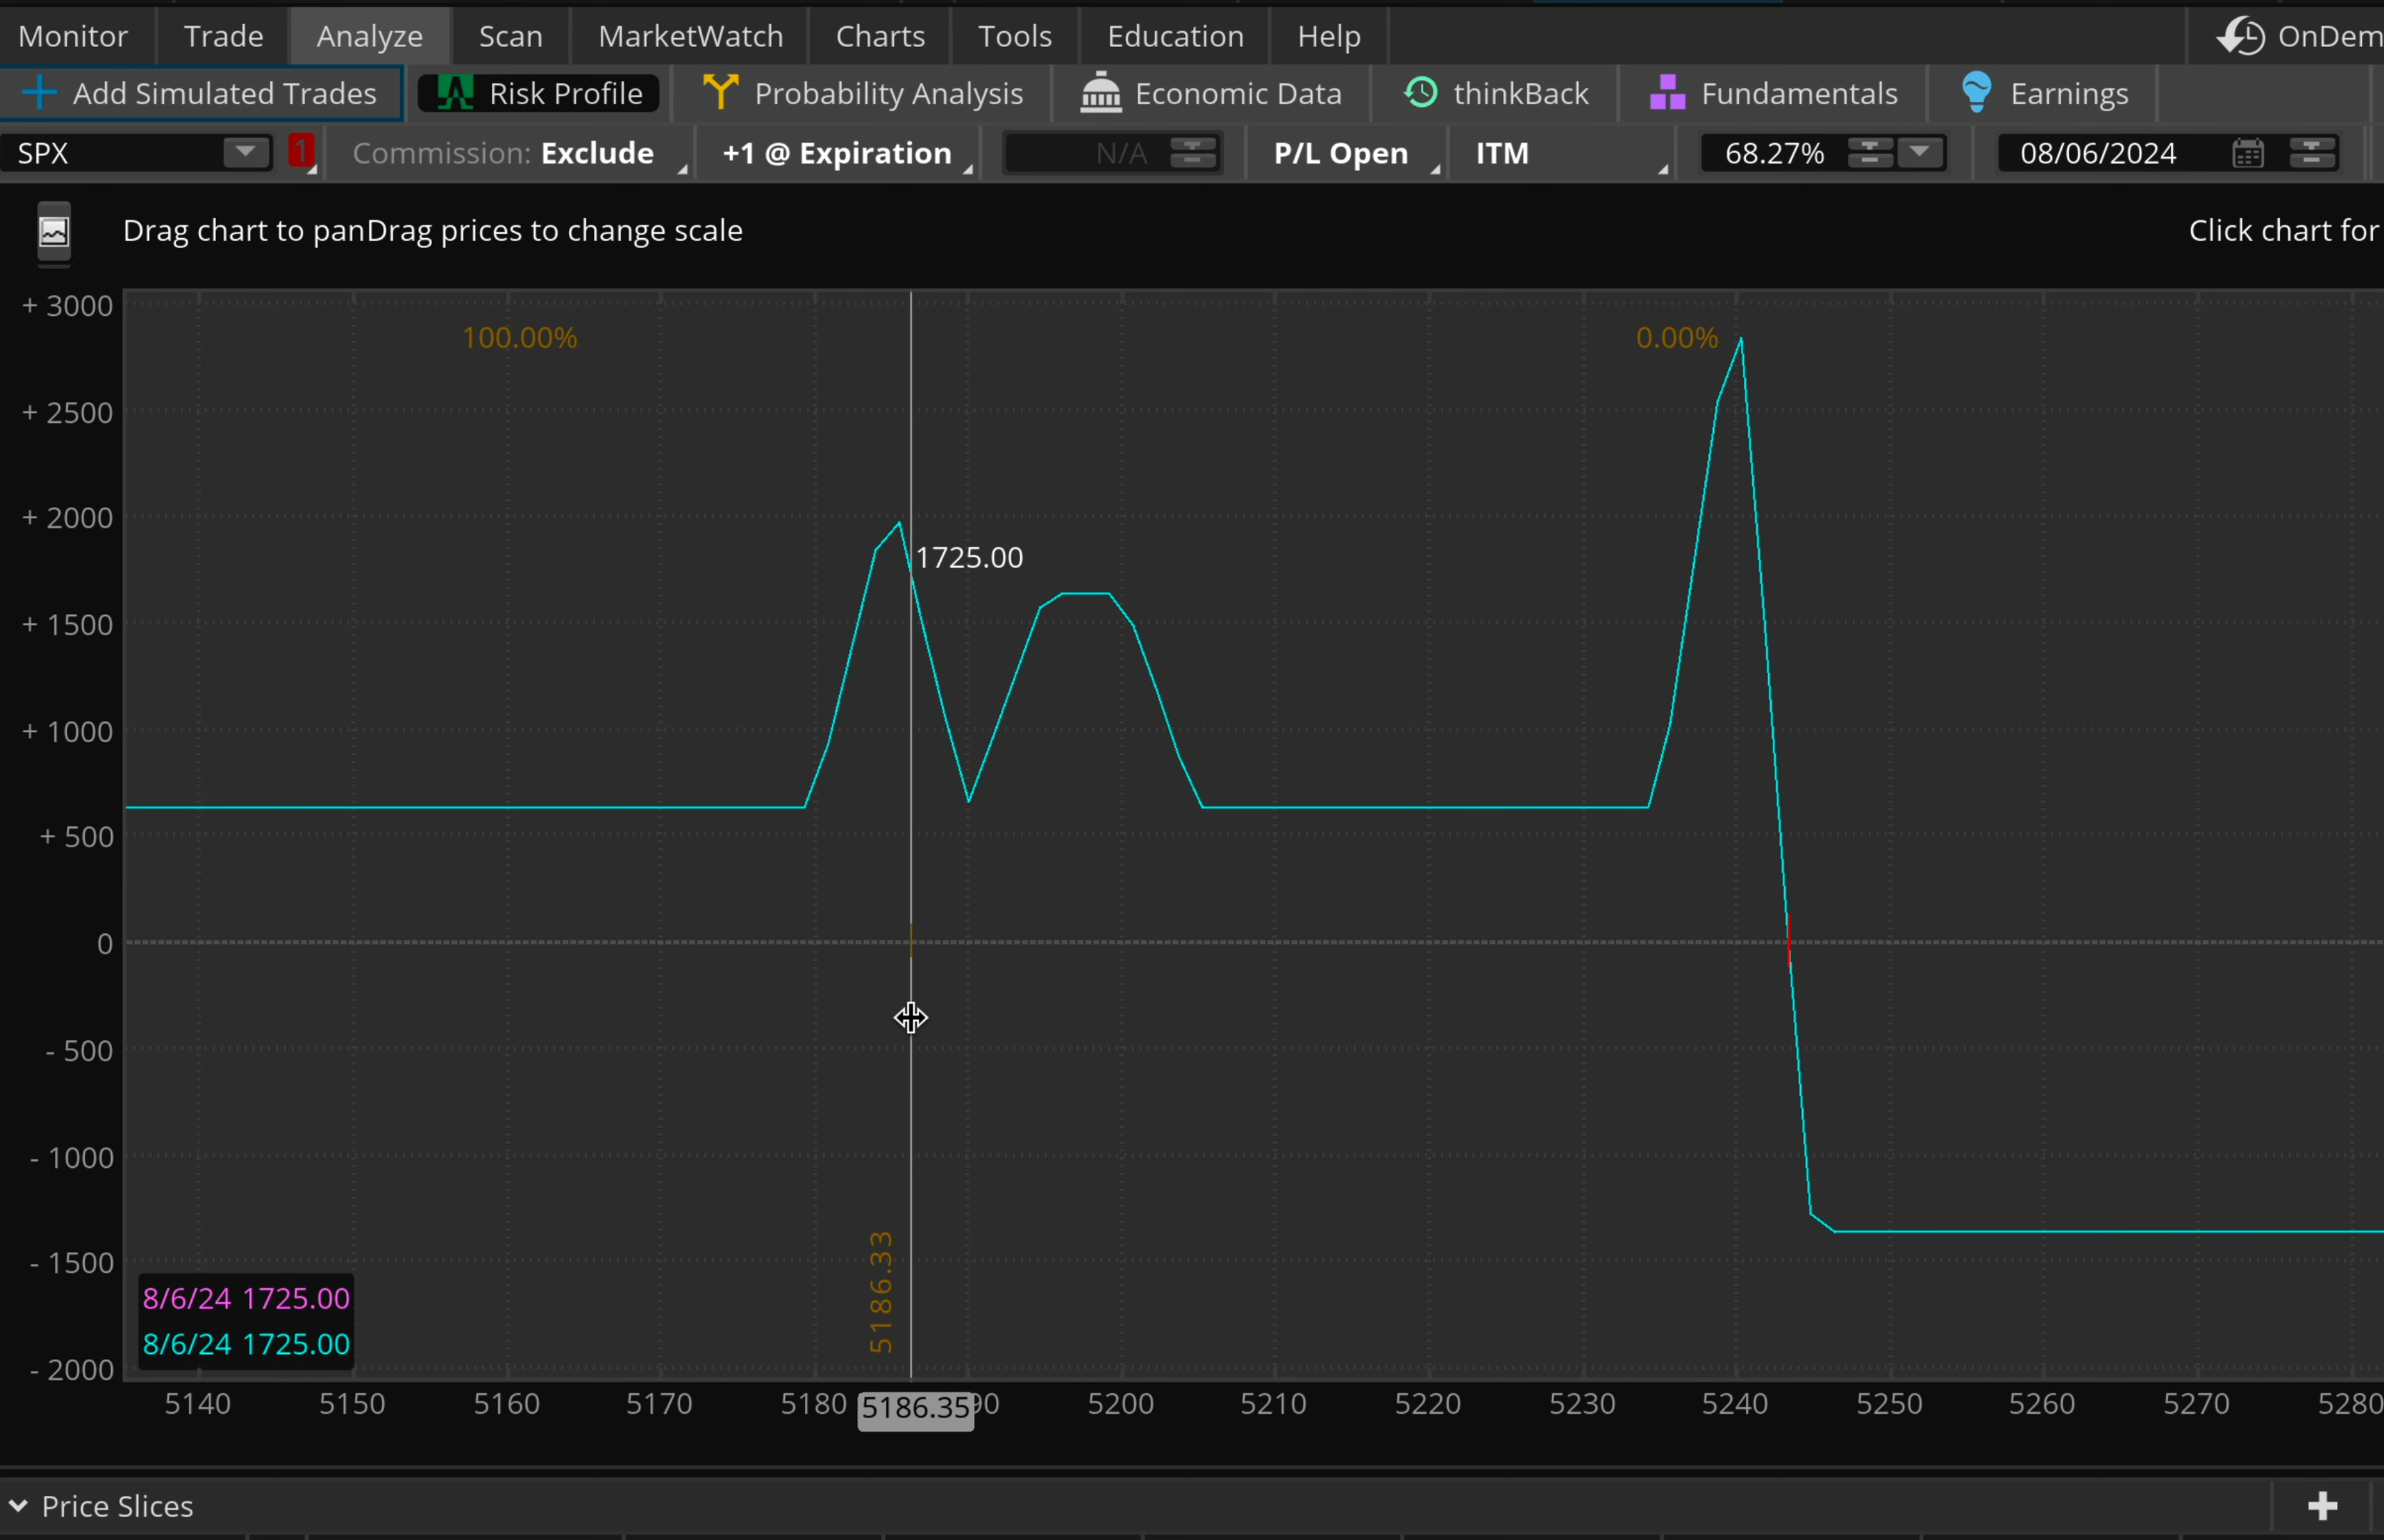 Monitor Trade Analyze Scan MarketWatch Charts Tools Education Help OnDem
Add Simulated Trades Risk Profile Probability Analysis Economic Data thinkBack Fundamentals Earnings
SPX 1 Commission: Exclude +1 @ Expiration N/A P/L Open ITM 68.27% 08/06/2024
Drag chart to panDrag prices to change scale Click chart for
+ 3000
100.00% 0.00%
+ 2500
+ 2000
1725.00
+ 1500
+ 1000
+ 500
0
- 500
- 1000
- 1500
5186.33
8/6/24 1725.00
8/6/24 1725.00
- 2000
5140 5150 5160 5170 5180 5186.35 90 5200 5210 5220 5230 5240 5250 5260 5270 5280
Price Slices